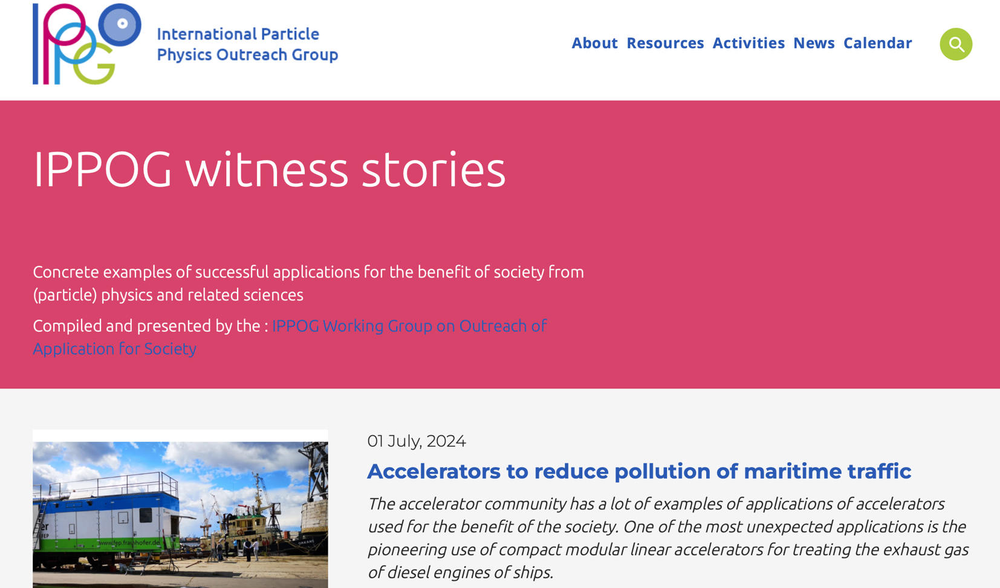 IPPOG
International Particle
Physics Outreach Group
About Resources Activities News Calendar
IPPOG witness stories
Concrete examples of successful applications for the benefit of society from
(particle) physics and related sciences
Compiled and presented by the : IPPOG Working Group on Outreach of
Application for Society
er
FEP
www.fep.fraunhofer.de
01 July, 2024
Accelerators to reduce pollution of maritime traffic
The accelerator community has a lot of examples of applications of accelerators
used for the benefit of the society. One of the most unexpected applications is the
pioneering use of compact modular linear accelerators for treating the exhaust gas
of diesel engines of ships.